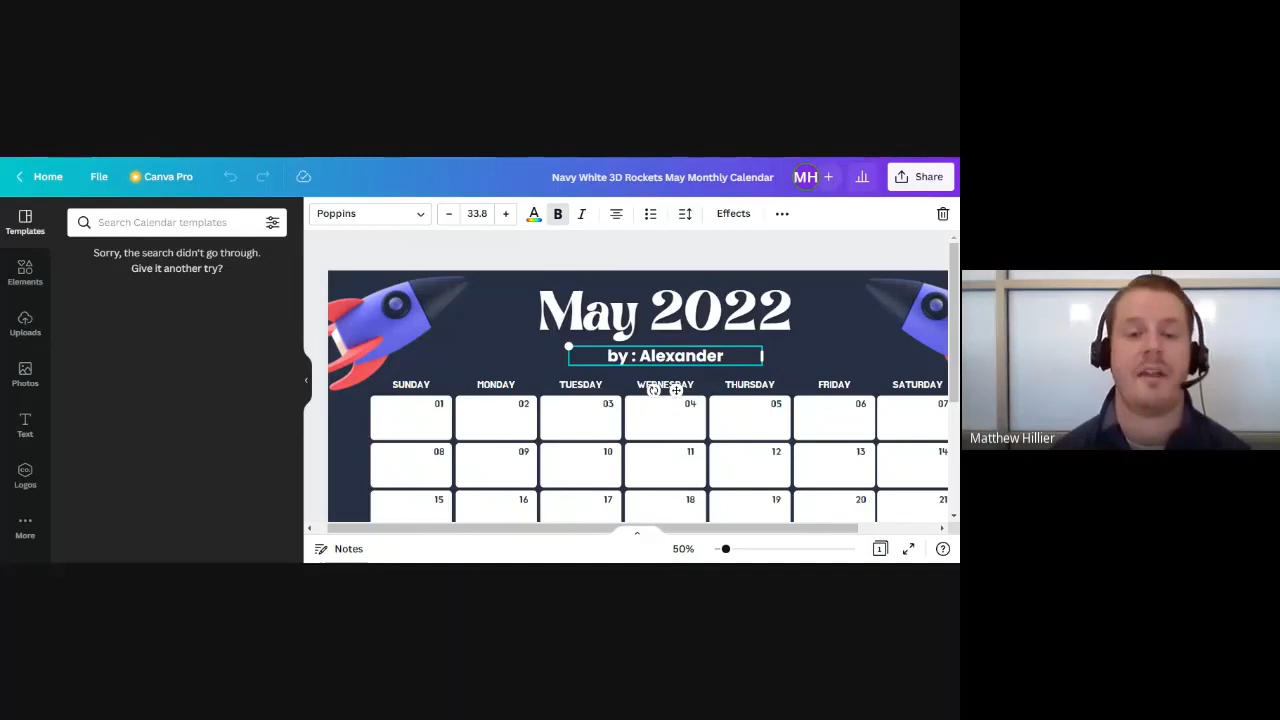 Home File Canva Pro Navy White 3D Rockets May Monthly Calendar MH + Share
Templates
Elements
Uploads
Photos
Text
CO.
Logos
More
Search Calendar templates
Sorry, the search didn't go through.
Give it another try?
Poppins – 33.8 + A B I Effects
May 2022
by : Alexander
SUNDAY MONDAY TUESDAY WEDNESDAY THURSDAY FRIDAY SATURDAY
01 02 03 04 05 06 07
08 09 10 11 12 13 14
15 16 17 18 19 20 21
Notes 50% 1 ?
Matthew Hillier